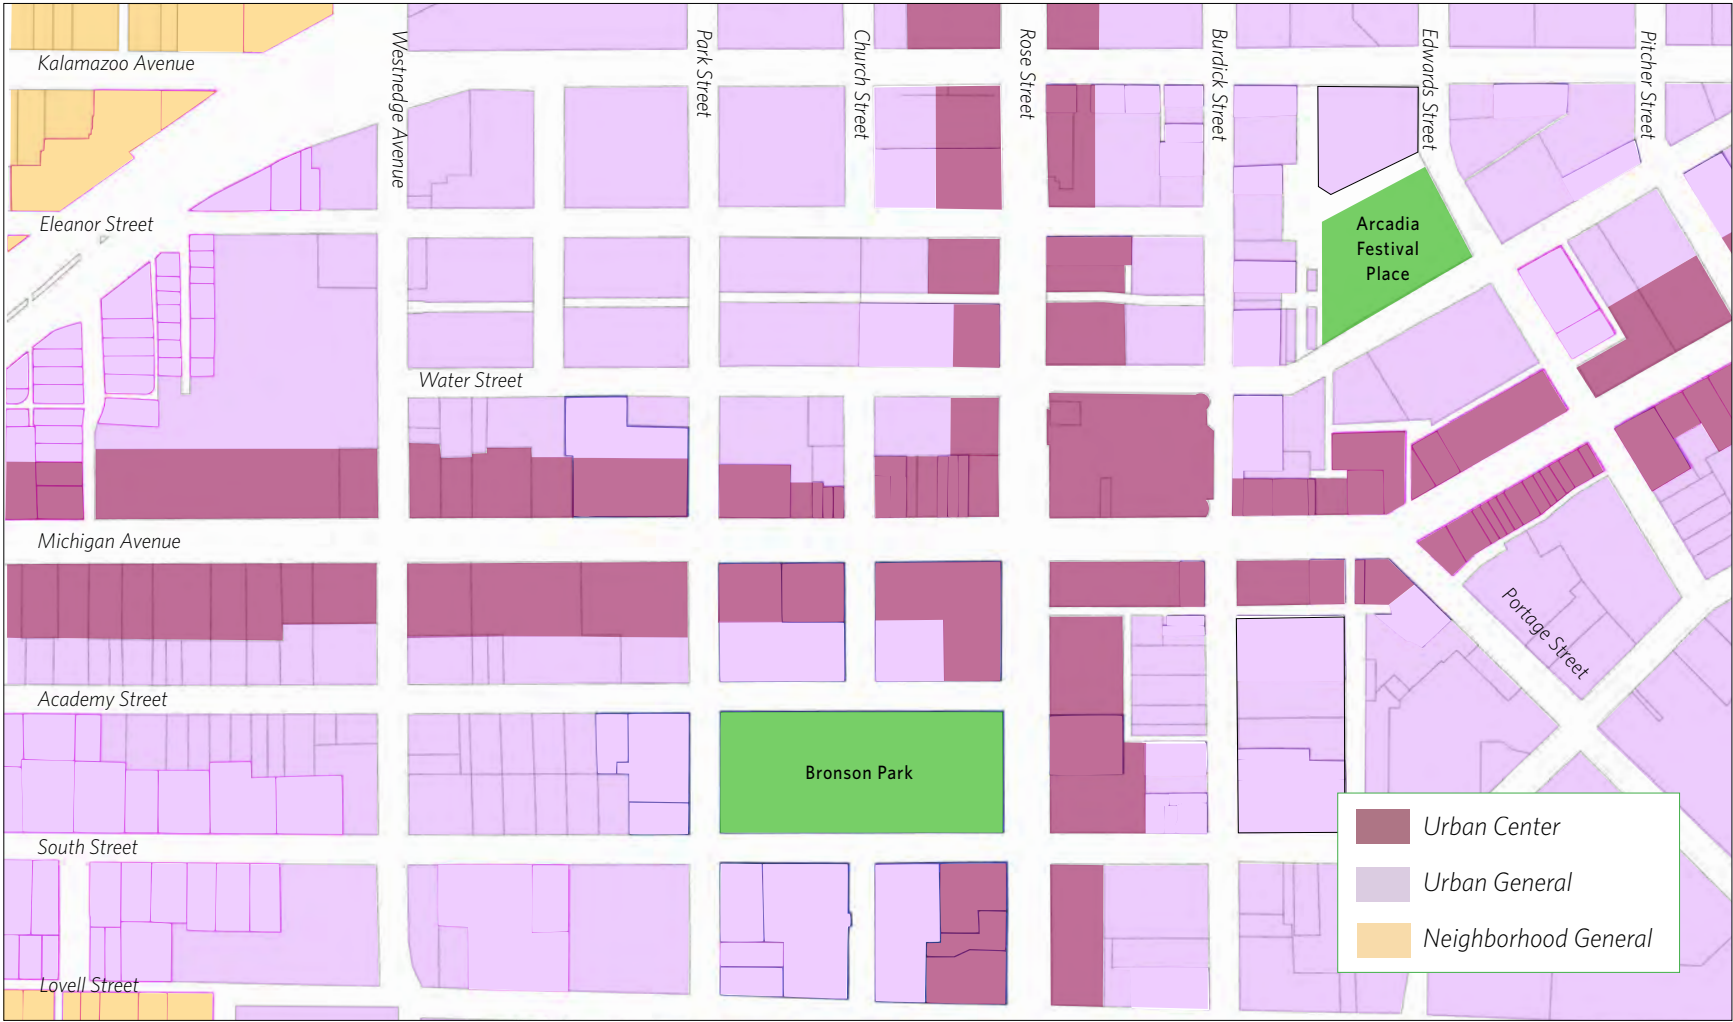 Kalamazoo Avenue
Westnedge Avenue
Park Street
Church Street
Rose Street
Burdick Street
Edwards Street
Pitcher Street
Eleanor Street
Arcadia
Festival
Place
Water Street
Michigan Avenue
Portage Street
Academy Street
Bronson Park
South Street
Lovell Street
Urban Center
Urban General
Neighborhood General